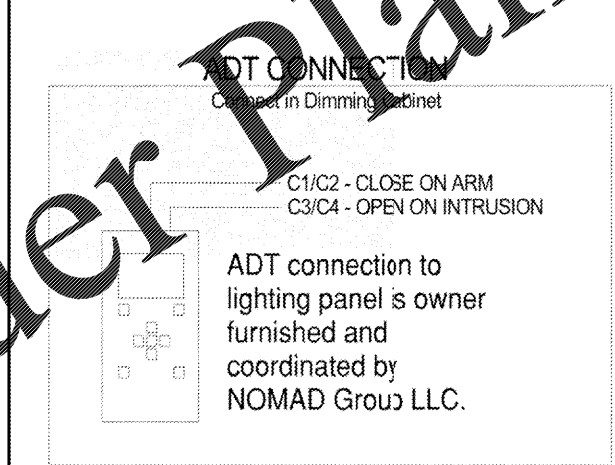 ADT CONNECTION
Connect in Dimming Cabinet
C1/C2 - CLOSE ON ARM
C3/C4 - OPEN ON INTRUSION
ADT connection to
lighting panel is owner
furnished and
coordinated by
NOMAD Group LLC.